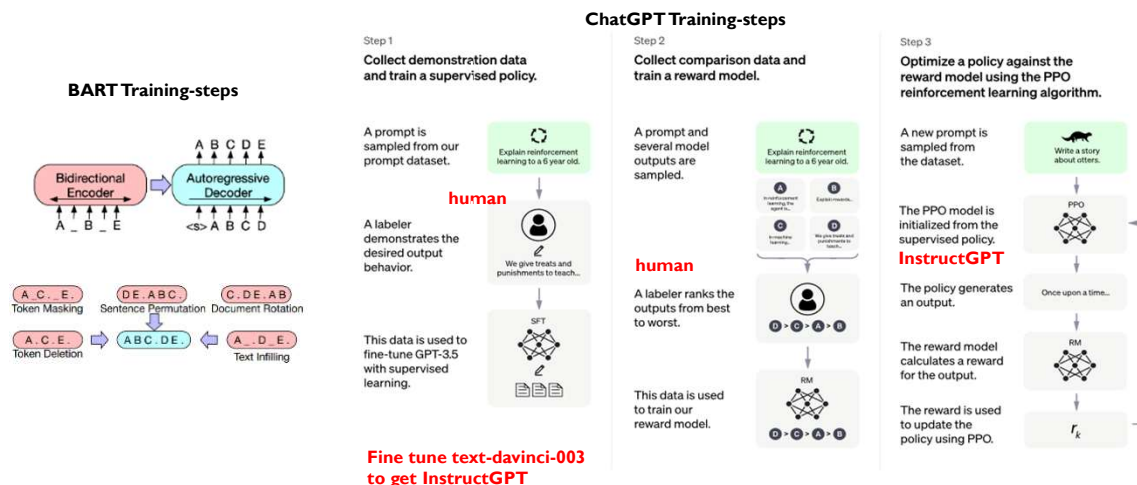 ChatGPT Training-steps
BART Training-steps
A B C D E
Bidirectional
Encoder
Autoregressive
Decoder
A _ B _ E
<s> A B C D
A _ C . _ E .
Token Masking
D E . A B C .
Sentence Permutation
C . D E . A B
Document Rotation
A . C . E .
Token Deletion
A B C . D E .
A _ . D _ E .
Text Infilling
Step 1
Collect demonstration data
and train a supervised policy.
A prompt is
sampled from our
prompt dataset.
Explain reinforcement
learning to a 6 year old.
human
A labeler
demonstrates the
desired output
behavior.
We give treats and
punishments to teach...
This data is used to
fine-tune GPT-3.5
with supervised
learning.
SFT
Fine tune text-davinci-003
to get InstructGPT
Step 2
Collect comparison data and
train a reward model.
A prompt and
several model
outputs are
sampled.
Explain reinforcement
learning to a 6 year old.
A
In reinforcement
learning, the
agent is...
B
Explain rewards...
C
In machine
learning...
D
We give treats and
punishments to
teach...
human
A labeler ranks the
outputs from best
to worst.
D > C > A > B
This data is used
to train our
reward model.
RM
D > C > A > B
Step 3
Optimize a policy against the
reward model using the PPO
reinforcement learning algorithm.
A new prompt is
sampled from
the dataset.
Write a story
about otters.
The PPO model is
initialized from the
supervised policy.
PPO
InstructGPT
The policy generates
an output.
Once upon a time...
The reward model
calculates a reward
for the output.
RM
The reward is used
to update the
policy using PPO.
rk